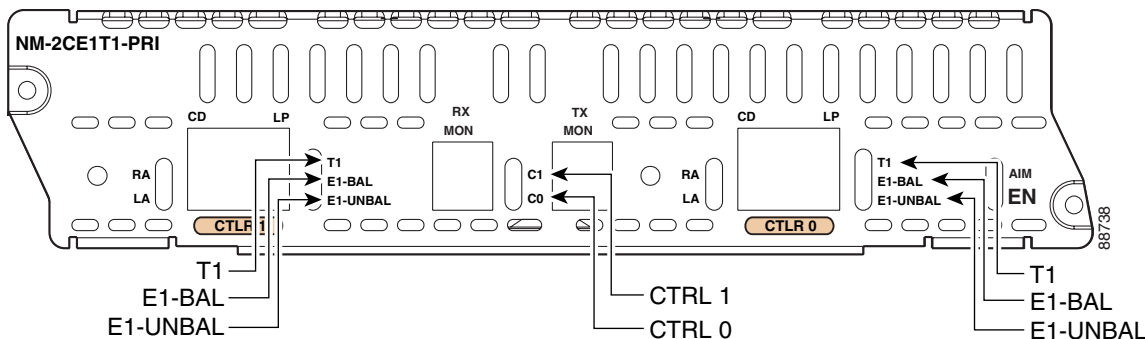 NM-2CE1T1-PRI
CD LP
RX
MON
TX
MON
CD LP
RA
LA
T1
E1-BAL
E1-UNBAL
C1
C0
RA
LA
T1
E1-BAL
E1-UNBAL
AIM
EN
CTLR 1
CTLR 0
88738
T1
E1-BAL
E1-UNBAL
CTRL 1
CTRL 0
T1
E1-BAL
E1-UNBAL